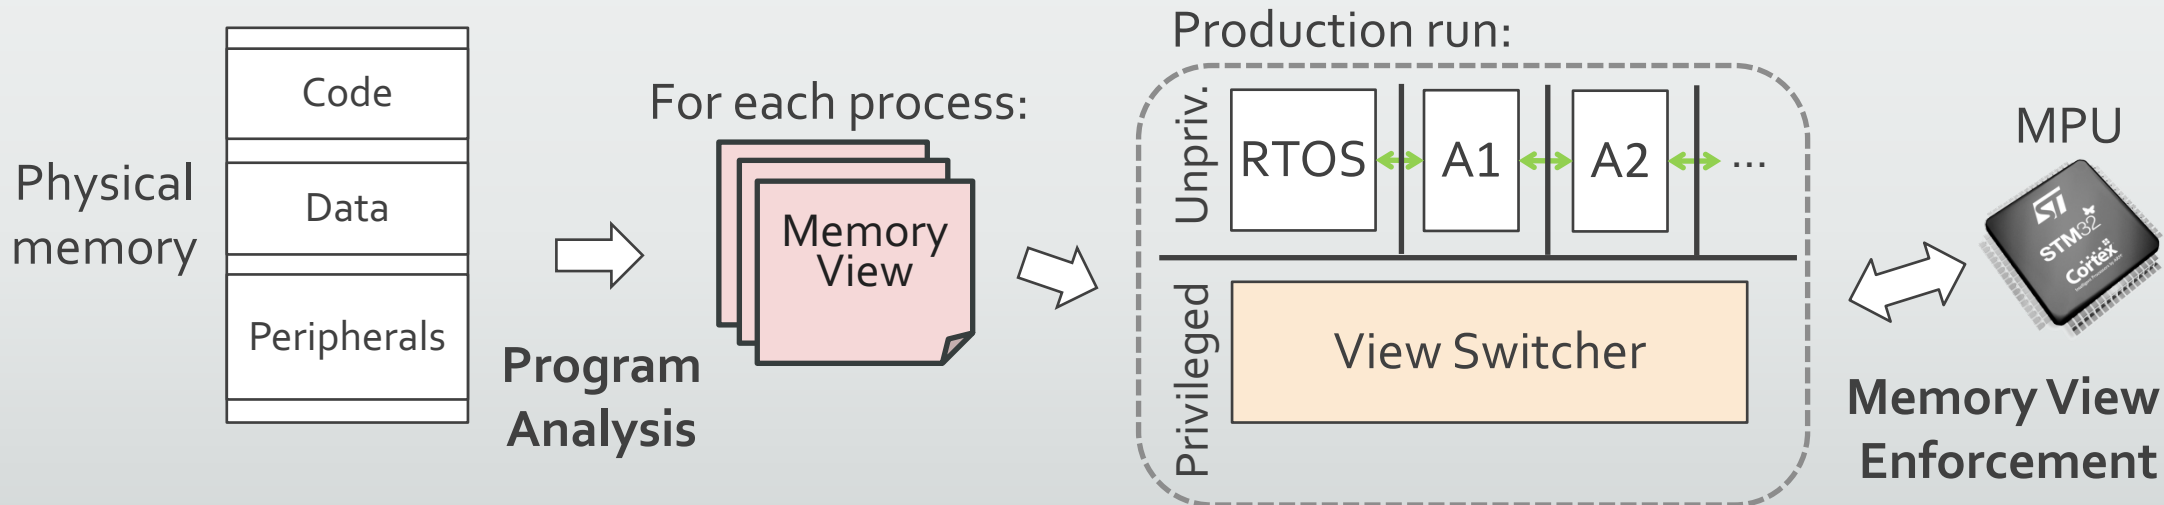 Physical
memory
Code
Data
Peripherals
Program
Analysis
For each process:
Memory
View
Production run:
Unpriv.
RTOS
A1
A2
...
Privileged
View Switcher
MPU
STM32
Cortex
Memory View
Enforcement